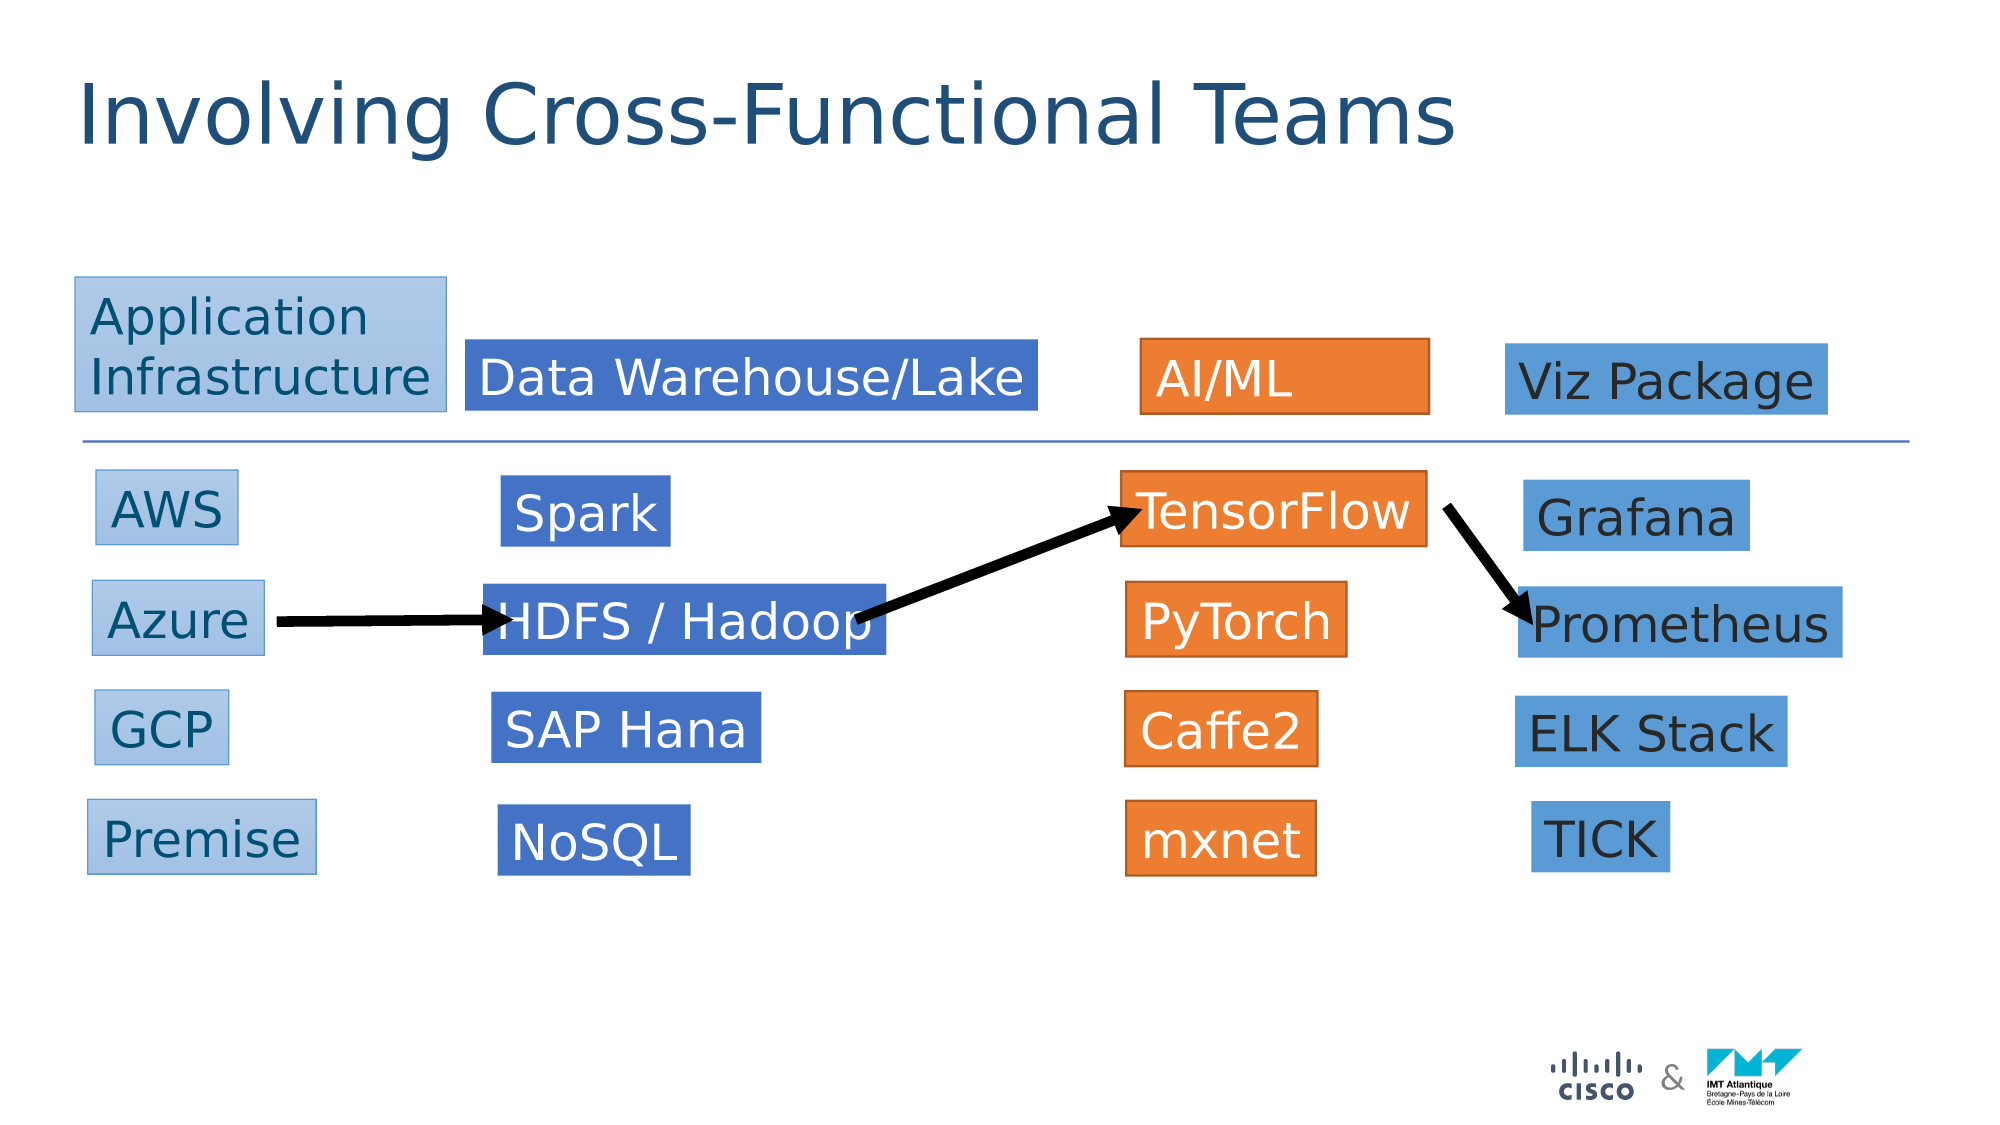 Involving Cross-Functional Teams
Application
Infrastructure
Data Warehouse/Lake
AI/ML
Viz Package
AWS
Spark
TensorFlow
Grafana
Azure
HDFS / Hadoop
PyTorch
Prometheus
GCP
SAP Hana
Caffe2
ELK Stack
Premise
NoSQL
mxnet
TICK
CISCO
&
IMT Atlantique
Bretagne-Pays de la Loire
École Mines-Télécom